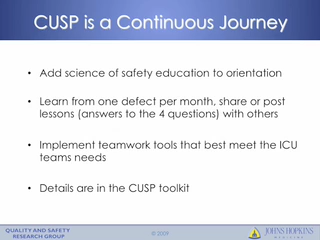 CUSP is a Continuous Journey
• Add science of safety education to orientation
• Learn from one defect per month, share or post
lessons (answers to the 4 questions) with others
• Implement teamwork tools that best meet the ICU
teams needs
• Details are in the CUSP toolkit
QUALITY AND SAFETY
RESEARCH GROUP
© 2009
JOHNS HOPKINS
MEDICINE